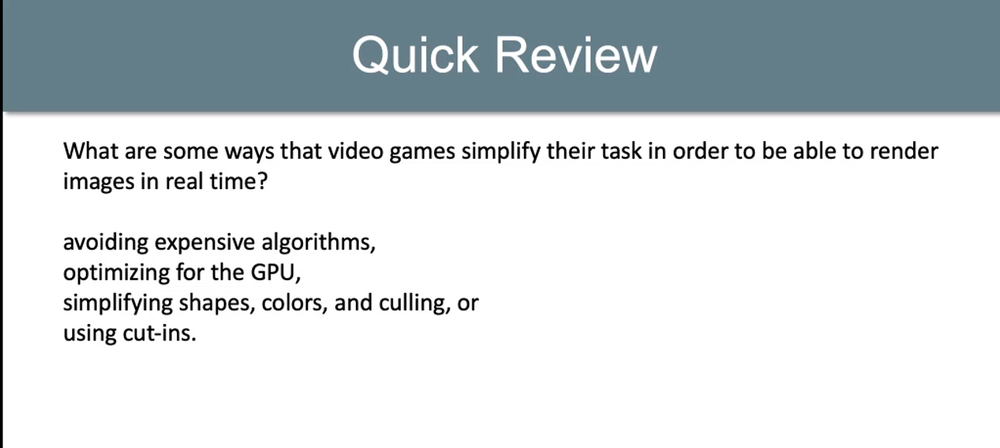 Quick Review
What are some ways that video games simplify their task in order to be able to render
images in real time?
avoiding expensive algorithms,
optimizing for the GPU,
simplifying shapes, colors, and culling, or
using cut-ins.